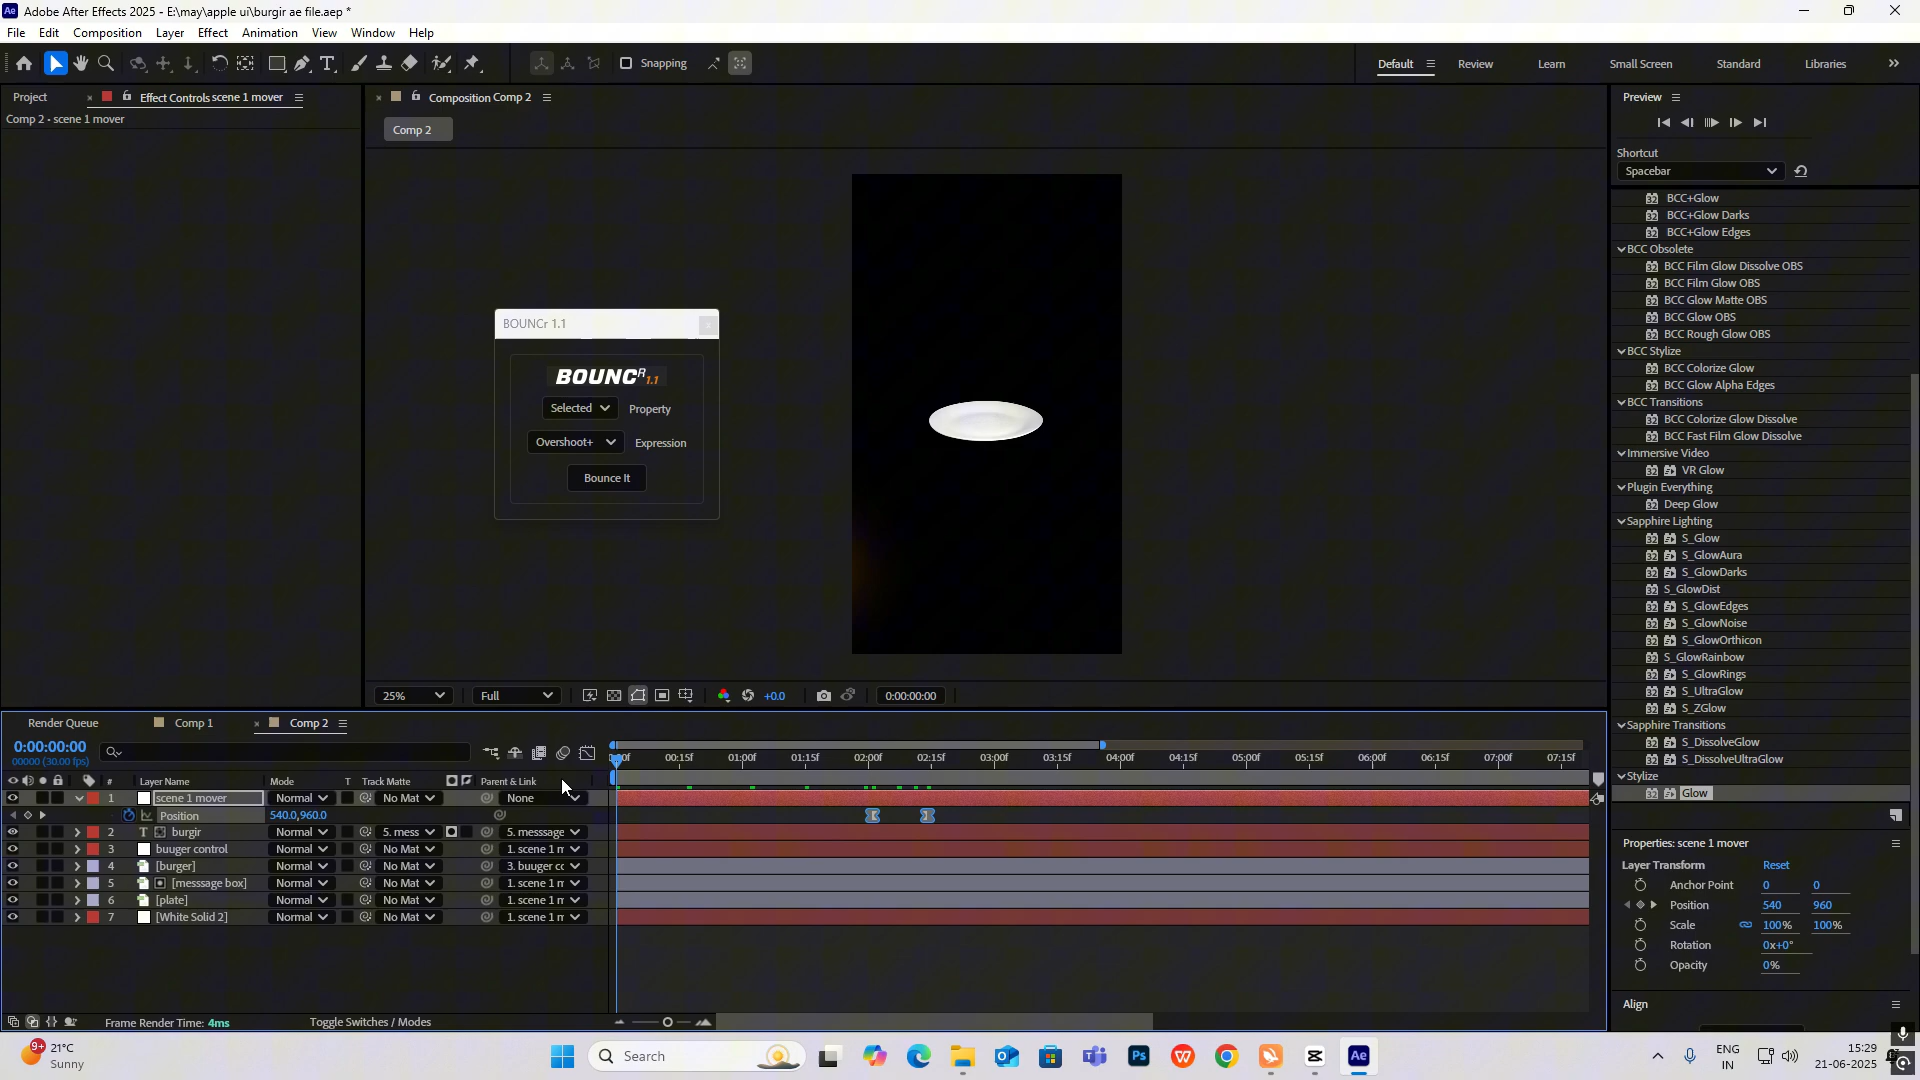 Adobe After Effects 2025 - E:\may\apple ui\burgir ae file.aep *
File Edit Composition Layer Effect Animation View Window Help
Snapping
Default Review Learn Small Screen Standard Libraries
Project Effect Controls scene 1 mover
Comp 2 - scene 1 mover
Composition Comp 2
Comp 2
Preview
Shortcut
Spacebar
BCC+Glow
BCC+Glow Darks
BCC+Glow Edges
BCC Obsolete
BCC Film Glow Dissolve OBS
BCC Film Glow OBS
BCC Glow Matte OBS
BCC Glow OBS
BCC Rough Glow OBS
BCC Stylize
BCC Colorize Glow
BCC Glow Alpha Edges
BCC Transitions
BCC Colorize Glow Dissolve
BCC Fast Film Glow Dissolve
Immersive Video
VR Glow
Plugin Everything
Deep Glow
Sapphire Lighting
S_Glow
S_GlowAura
S_GlowDarks
S_GlowDist
S_GlowEdges
S_GlowNoise
S_GlowOrthicon
S_GlowRainbow
S_GlowRings
S_UltraGlow
S_ZGlow
Sapphire Transitions
S_DissolveGlow
S_DissolveUltraGlow
Stylize
Glow
BOUNCr 1.1
BOUNCR 1.1
Selected Property
Overshoot+ Expression
Bounce It
25% Full +0.0 0:00:00:00
Render Queue Comp 1 Comp 2
0:00:00:00
00000 (30.00 fps)
00f 00:15f 01:00f 01:15f 02:00f 02:15f 03:00f 03:15f 04:00f 04:15f 05:00f 05:15f 06:00f 06:15f 07:00f 07:15f
# Layer Name Mode T Track Matte Parent & Link
1 scene 1 mover Normal No Mat None
Position 540.0,960.0
2 T burgir Normal 5. mess 5. messsage
3 buuger control Normal No Mat 1. scene 1 r
4 [burger] Normal No Mat 3. buuger cc
5 [messsage box] Normal No Mat 1. scene 1 r
6 [plate] Normal No Mat 1. scene 1 r
7 [White Solid 2] Normal No Mat 1. scene 1 r
Frame Render Time: 4ms Toggle Switches / Modes
Properties: scene 1 mover
Layer Transform Reset
Anchor Point 0 0
Position 540 960
Scale 100% 100%
Rotation 0x+0°
Opacity 0%
Align
9+ 21°C
Sunny
Search
Ps
Ae
ENG
IN
15:29
21-06-2025